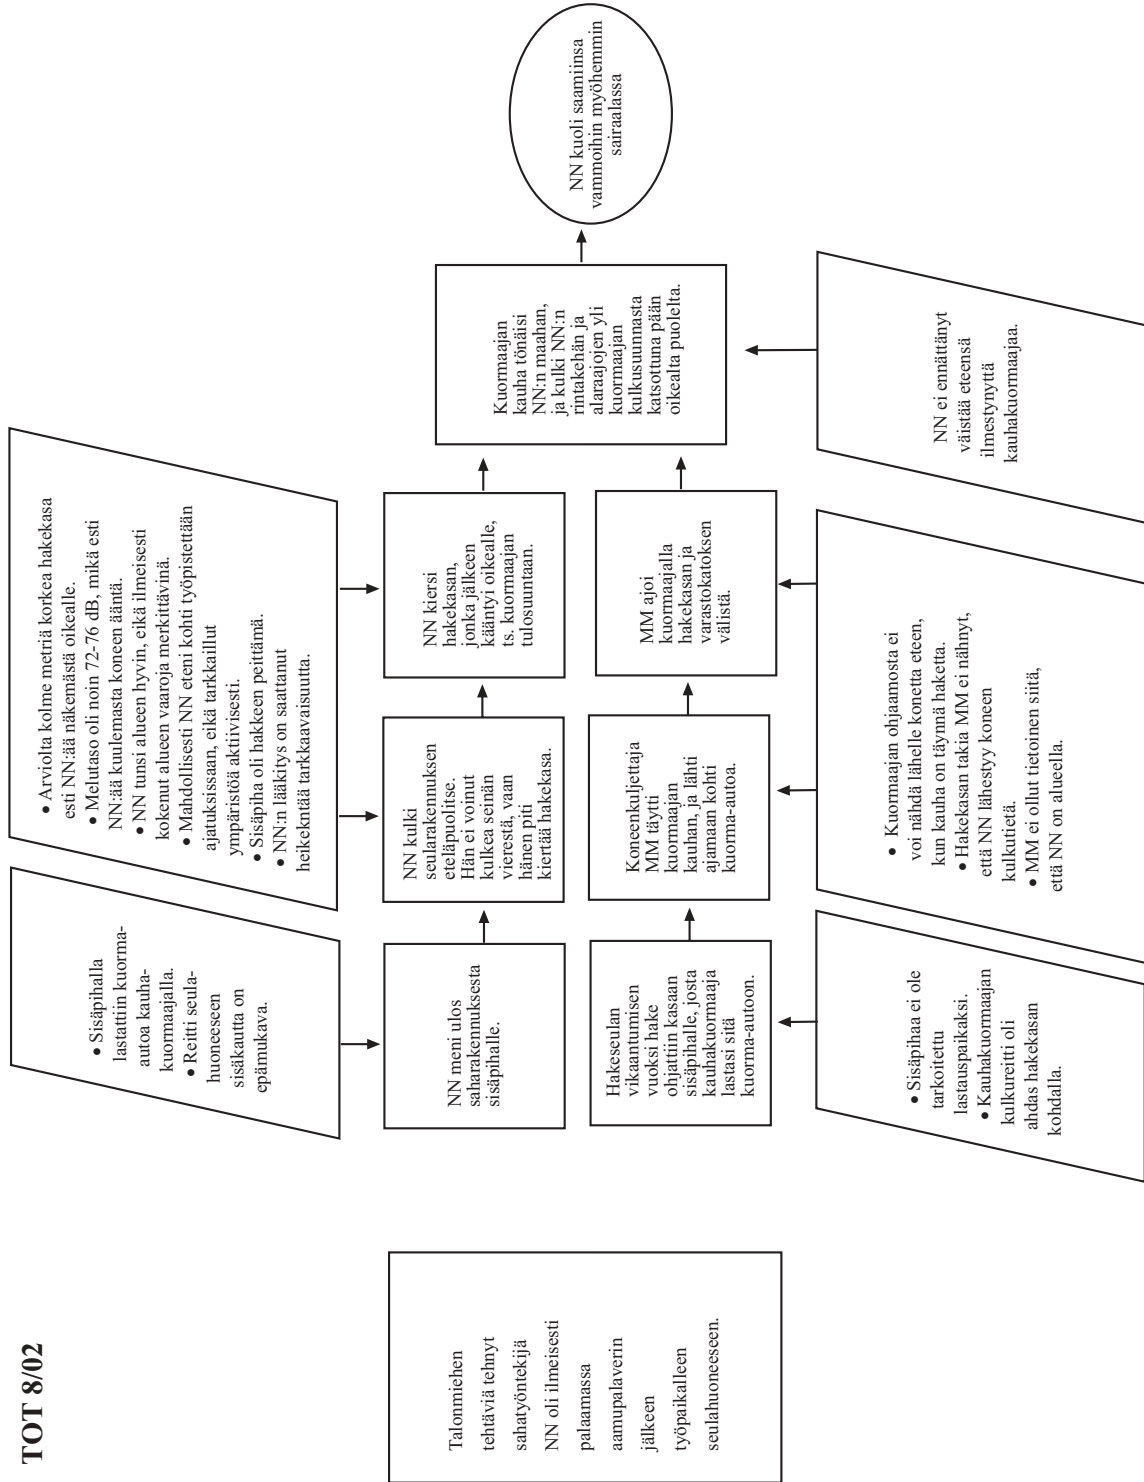 TOT 8/02
Talonmiehen
tehtäviä tehnyt
sahatyöntekijä
NN oli ilmeisesti
palaamassa
aamupalaverin
jälkeen
työpaikalleen
seulahuoneeseen.
• Sisäpihalla
lastattiin kuorma-
autoa kauha-
kuormaajalla.
• Reitti seula-
huoneeseen
sisäkautta on
epämukava.
• Arviolta kolme metriä korkea hakekasa
esti NN:ää näkemästä oikealle.
• Melutaso oli noin 72-76 dB, mikä esti
NN:ää kuulemasta koneen ääntä.
• NN tunsi alueen hyvin, eikä ilmeisesti
kokenut alueen vaaroja merkittävinä.
• Mahdollisesti NN eteni kohti työpistettään
ajatuksissaan, eikä tarkkaillut
ympäristöä aktiivisesti.
• Sisäpiha oli hakkeen peittämä.
• NN:n lääkitys on saattanut
heikekntää tarkkaavaisuutta.
NN meni ulos
saharakennuksesta
sisäpihalle.
NN kulki
seularakennuksen
eteläpuolitse.
Hän ei voinut
kulkea seinän
vierestä, vaan
hänen piti
kiertää hakekasa.
NN kiersi
hakekasan,
jonka jälkeen
kääntyi oikealle,
ts. kuormaajan
tulosuuntaan.
Hakeseulan
vikaantumisen
vuoksi hake
ohjattiin kasaan
sisäpihalle, josta
kauhakuormaaja
lastasi sitä
kuorma-autoon.
Koneenkuljettaja
MM täytti
kuormaajan
kauhan, ja lähti
ajamaan kohti
kuorma-autoa.
MM ajoi
kuormaajalla
hakekasan ja
varastokatoksen
välistä.
Kuormaajan
kauha tönäisi
NN:n maahan,
ja kulki NN:n
rintakehän ja
alaraajojen yli
kuormaajan
kulkusuunnasta
katsottuna pään
oikealta puolelta.
NN kuoli saamiinsa
vammoihin myöhemmin
sairaalassa
• Sisäpihaa ei ole
tarkoitettu
lastauspaikaksi.
• Kauhakuormaajan
kulkureitti oli
ahdas hakekasan
kohdalla.
• Kuormaajan ohjaamosta ei
voi nähdä lähelle konetta eteen,
kun kauha on täynnä haketta.
• Hakekasan takia MM ei nähnyt,
että NN lähestyy koneen
kulkutietä.
• MM ei ollut tietoinen siitä,
että NN on alueella.
NN ei ennättänyt
väistää eteensä
ilmestynyttä
kauhakuormaajaa.